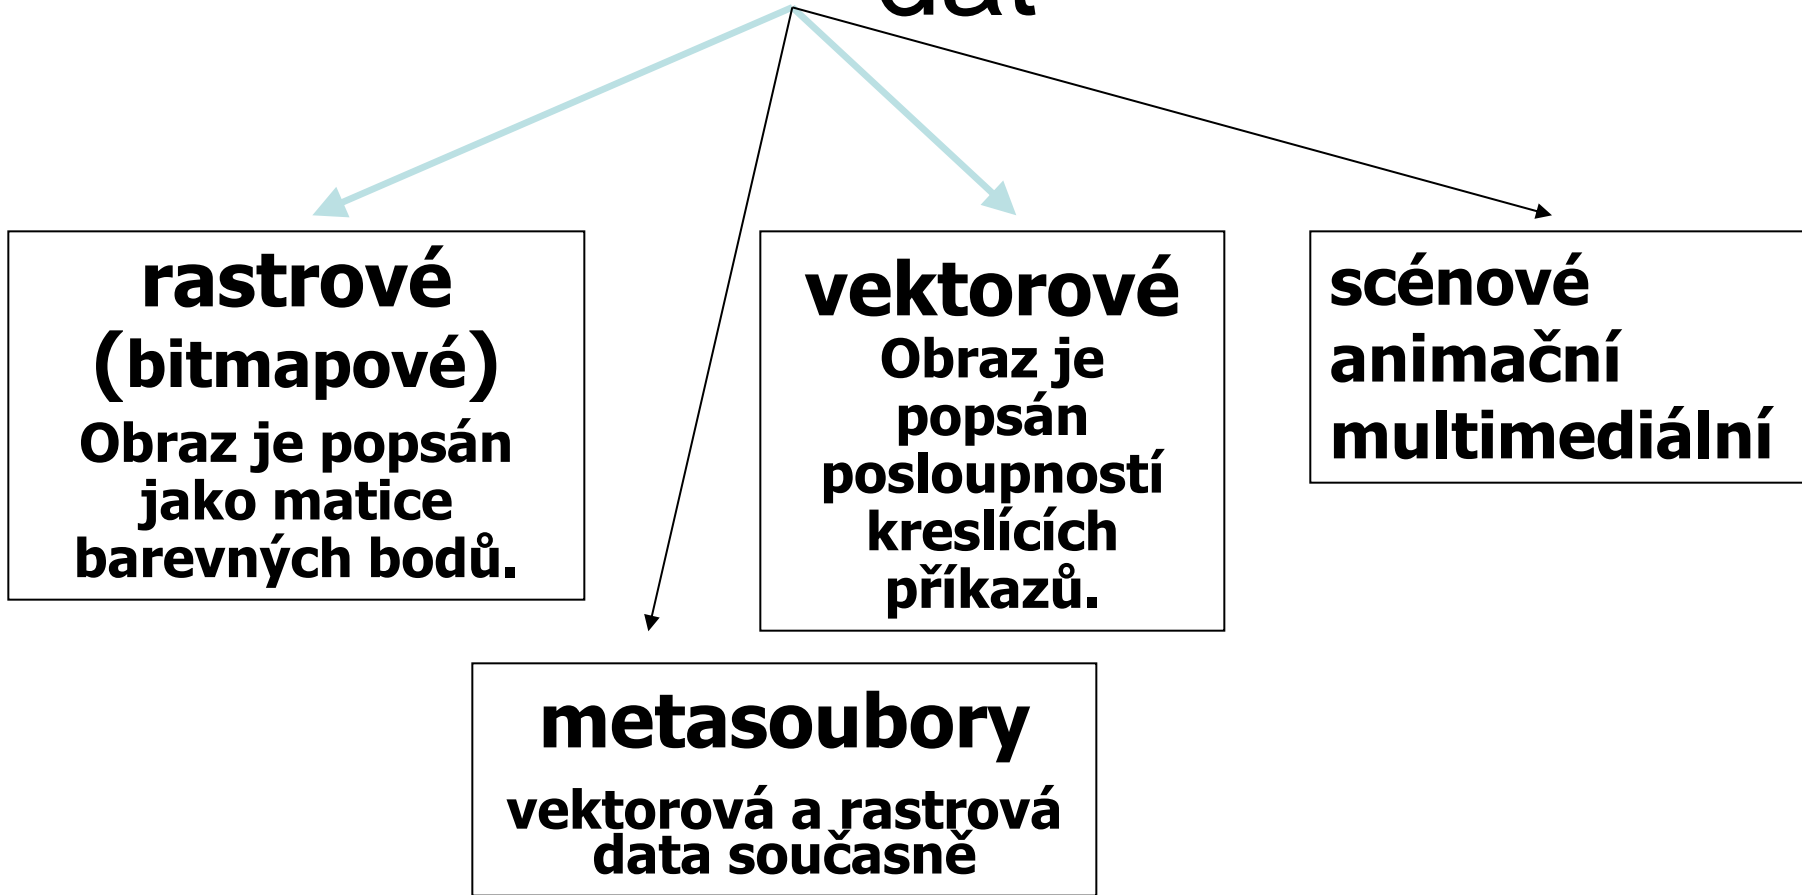 dat
rastrové
(bitmapové)
Obraz je popsán
jako matice
barevných bodů.
vektorové
Obraz je
popsán
posloupností
kreslících
příkazů.
scénové
animační
multimediální
metasoubory
vektorová a rastrová
data současně